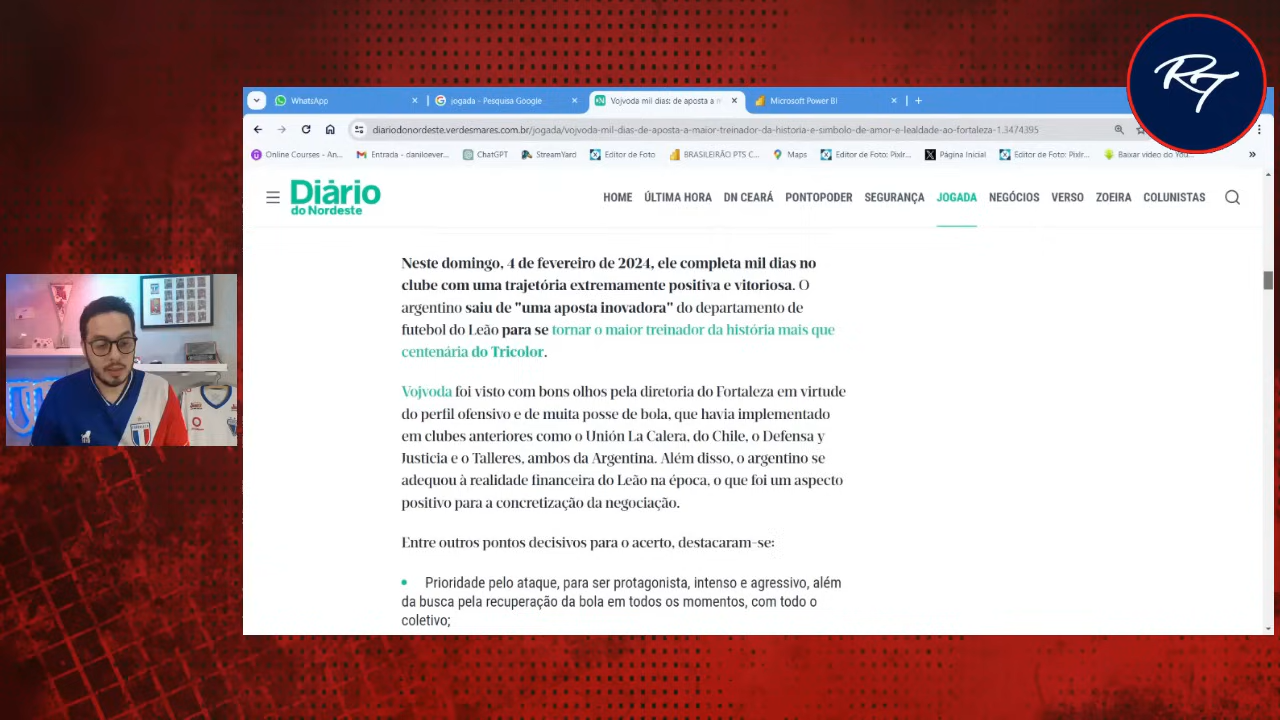 RT
WhatsApp
jogada - Pesquisa Google
Vojvoda mil dias: de aposta a m
Microsoft Power BI
diariodonordeste.verdesmares.com.br/jogada/vojvoda-mil-dias-de-aposta-a-maior-treinador-da-historia-e-simbolo-de-amor-e-lealdade-ao-fortaleza-1.3474395
Online Courses - An...
Entrada - daniloever...
ChatGPT
StreamYard
Editor de Foto
BRASILEIRÃO PTS C...
Maps
Editor de Foto: Pixlr...
Página Inicial
Editor de Foto: Pixlr...
Baixar vídeo do You...
Diário
do Nordeste
HOME ÚLTIMA HORA DN CEARÁ PONTOPODER SEGURANÇA JOGADA NEGÓCIOS VERSO ZOEIRA COLUNISTAS
Neste domingo, 4 de fevereiro de 2024, ele completa mil dias no
clube com uma trajetória extremamente positiva e vitoriosa. O
argentino saiu de "uma aposta inovadora" do departamento de
futebol do Leão para se tornar o maior treinador da história mais que
centenária do Tricolor.
Vojvoda foi visto com bons olhos pela diretoria do Fortaleza em virtude
do perfil ofensivo e de muita posse de bola, que havia implementado
em clubes anteriores como o Unión La Calera, do Chile, o Defensa y
Justicia e o Talleres, ambos da Argentina. Além disso, o argentino se
adequou à realidade financeira do Leão na época, o que foi um aspecto
positivo para a concretização da negociação.
Entre outros pontos decisivos para o acerto, destacaram-se:
• Prioridade pelo ataque, para ser protagonista, intenso e agressivo, além
da busca pela recuperação da bola em todos os momentos, com todo o
coletivo;